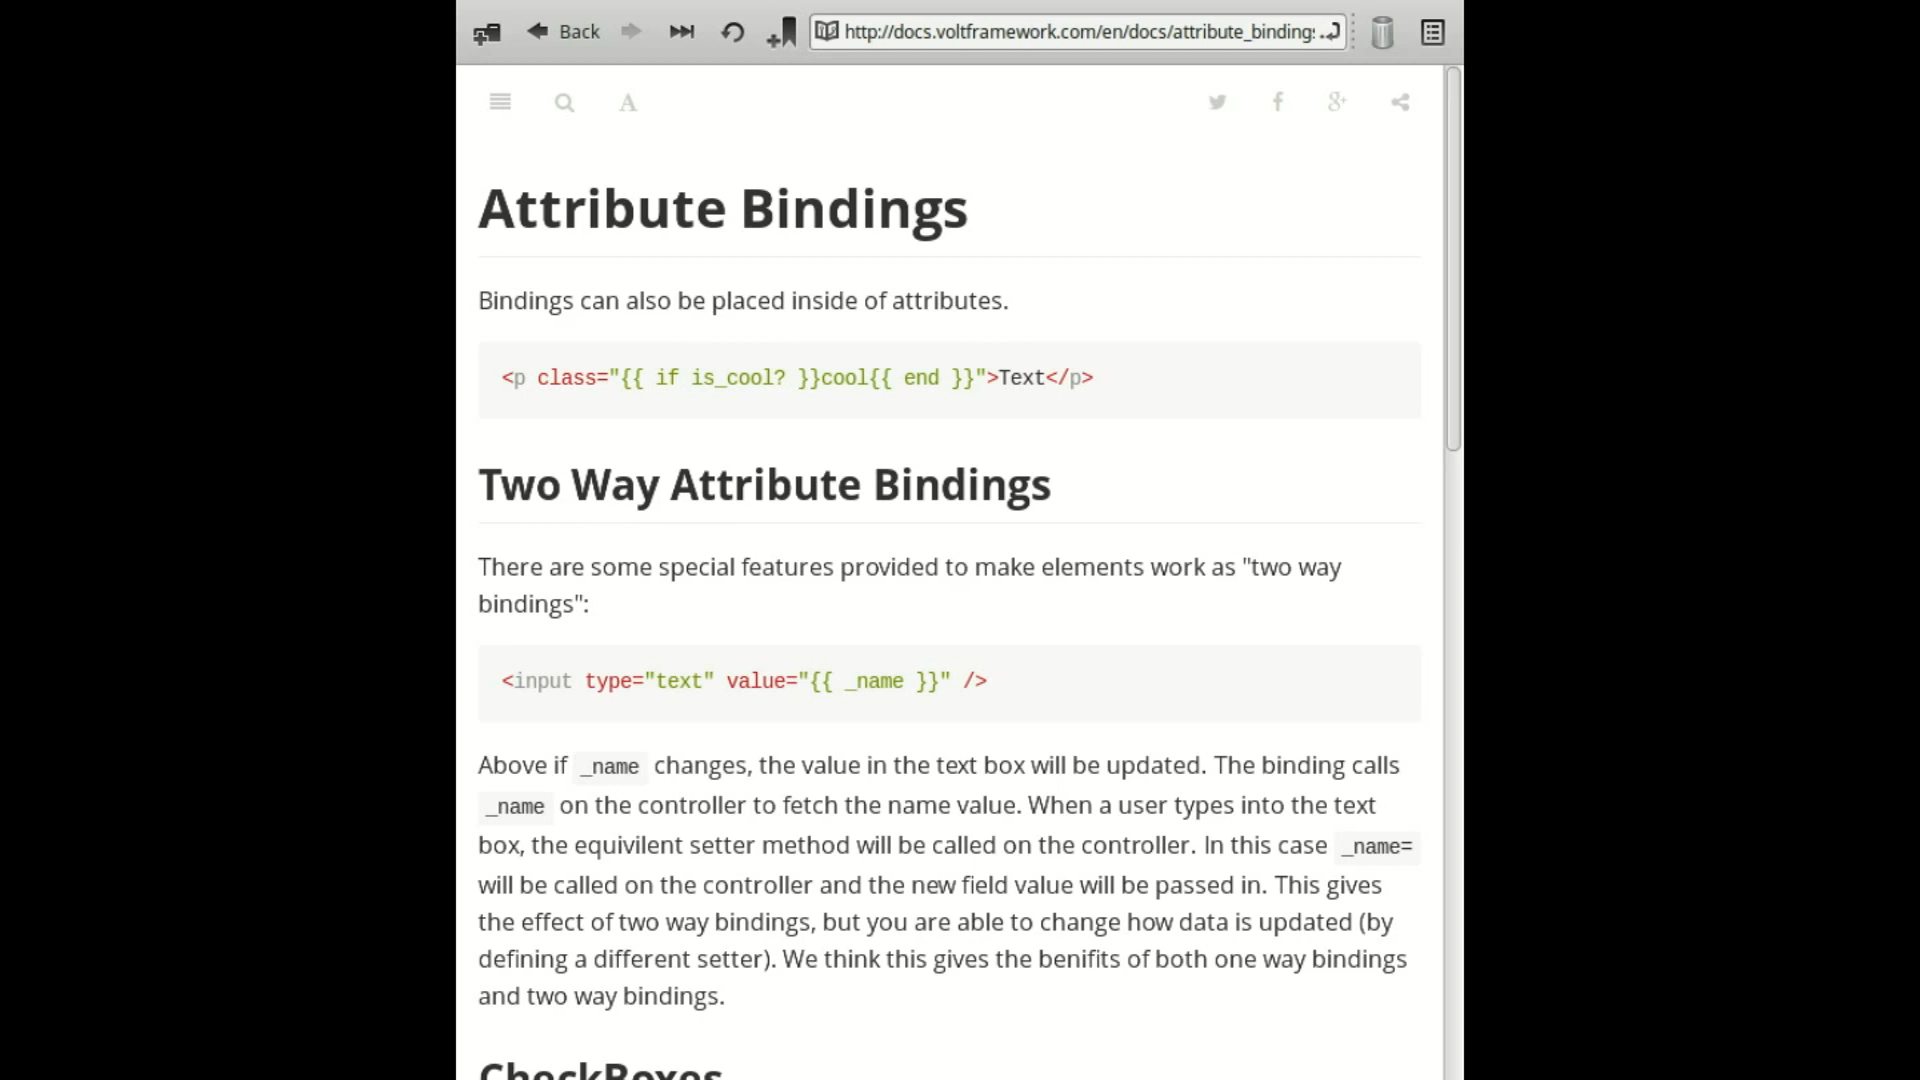 Back
http://docs.voltframework.com/en/docs/attribute_bindings
A
Attribute Bindings
Bindings can also be placed inside of attributes.
<p class="{{ if is_cool? }}cool{{ end }}">Text</p>
Two Way Attribute Bindings
There are some special features provided to make elements work as "two way
bindings":
<input type="text" value="{{ _name }}" />
Above if _name changes, the value in the text box will be updated. The binding calls
_name on the controller to fetch the name value. When a user types into the text
box, the equivilent setter method will be called on the controller. In this case _name=
will be called on the controller and the new field value will be passed in. This gives
the effect of two way bindings, but you are able to change how data is updated (by
defining a different setter). We think this gives the benifits of both one way bindings
and two way bindings.
CheckBoxes